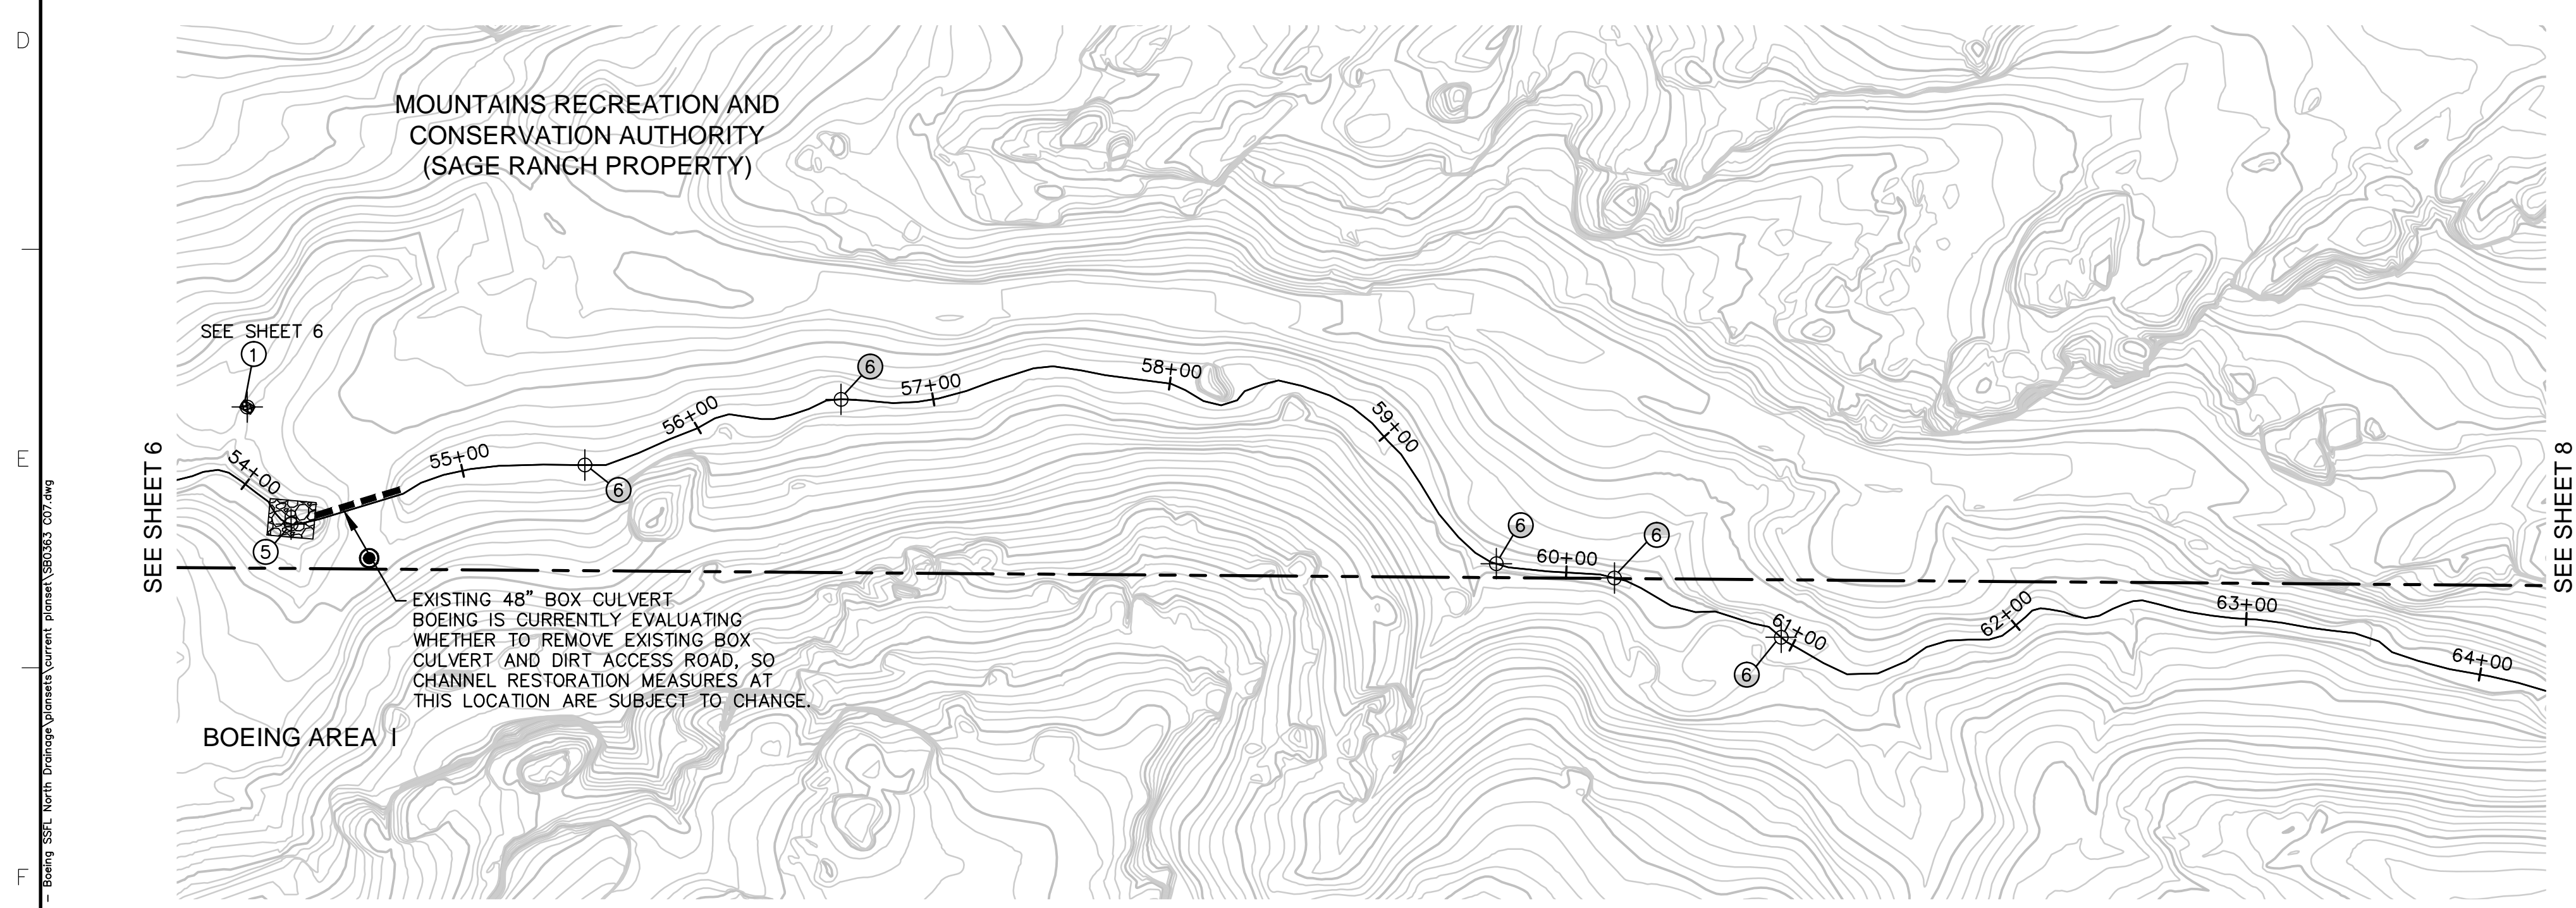 D
MOUNTAINS RECREATION AND
CONSERVATION AUTHORITY
(SAGE RANCH PROPERTY)
SEE SHEET 6
1
6
57+00
58+00
56+00
59+00
E
SEE SHEET 6
54+00
55+00
6
5
6
60+00
6
SEE SHEET 8
EXISTING 48" BOX CULVERT
BOEING IS CURRENTLY EVALUATING
WHETHER TO REMOVE EXISTING BOX
CULVERT AND DIRT ACCESS ROAD, SO
CHANNEL RESTORATION MEASURES AT
THIS LOCATION ARE SUBJECT TO CHANGE.
61+00
62+00
63+00
64+00
6
BOEING AREA I
F
- Boeing SSFL North Drainage\plansets\current planset\SB0363 C07.dwg